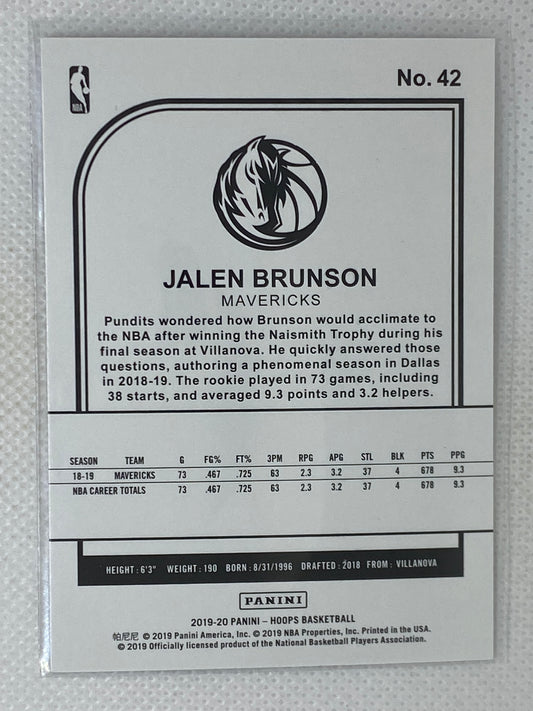 NBA
No. 42
JALEN BRUNSON
MAVERICKS
Pundits wondered how Brunson would acclimate to
the NBA after winning the Naismith Trophy during his
final season at Villanova. He quickly answered those
questions, authoring a phenomenal season in Dallas
in 2018-19. The rookie played in 73 games, including
38 starts, and averaged 9.3 points and 3.2 helpers.
SEASON TEAM G FG% FT% 3PM RPG APG STL BLK PTS PPG
18-19 MAVERICKS 73 .467 .725 63 2.3 3.2 37 4 678 9.3
NBA CAREER TOTALS 73 .467 .725 63 2.3 3.2 37 4 678 9.3
HEIGHT: 6'3" WEIGHT: 190 BORN: 8/31/1996 DRAFTED: 2018 FROM: VILLANOVA
PANINI
2019-20 PANINI – HOOPS BASKETBALL
帕尼尼 © 2019 Panini America, Inc. © 2019 NBA Properties, Inc. Printed in the USA.
© 2019 Officially licensed product of the National Basketball Players Association.